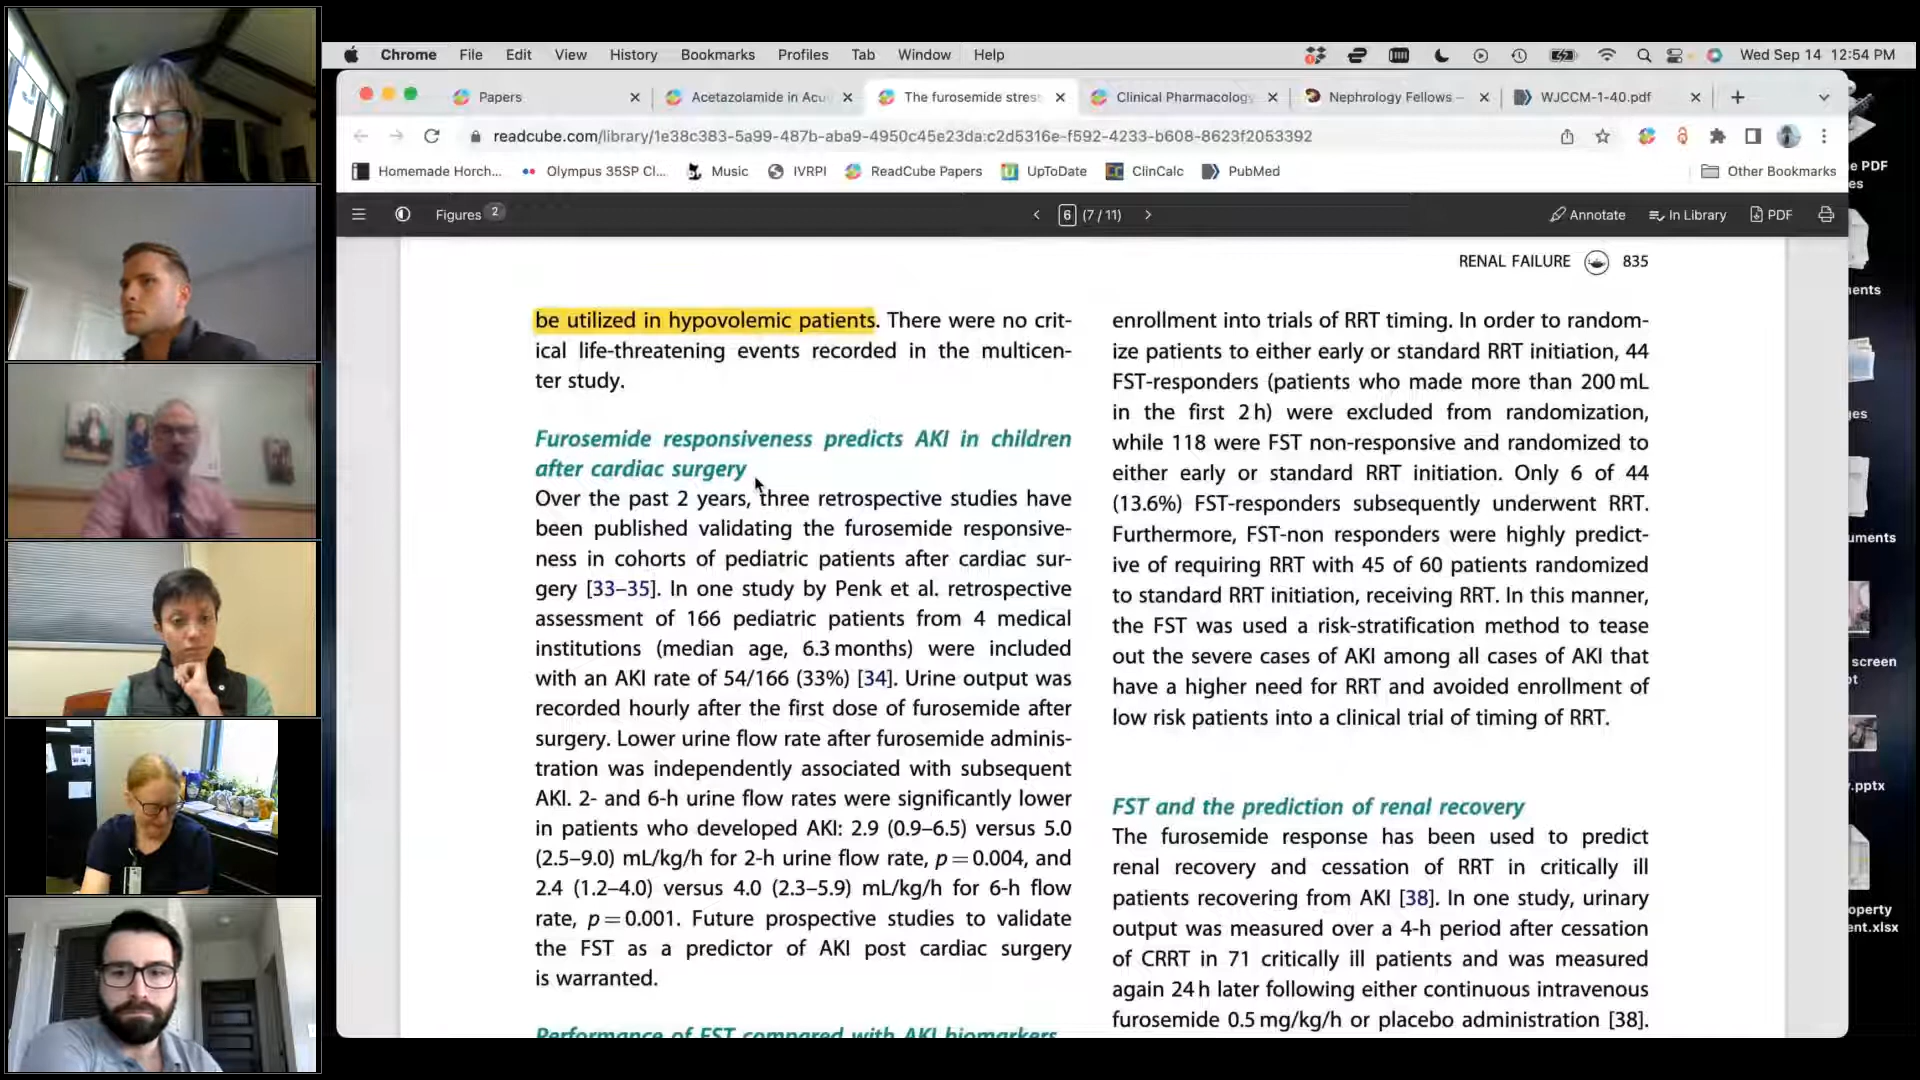 Chrome File Edit View History Bookmarks Profiles Tab Window Help
Wed Sep 14 12:54 PM
Papers
Acetazolamide in Acu
The furosemide stres
Clinical Pharmacology
Nephrology Fellows –
WJCCM-1-40.pdf
readcube.com/library/1e38c383-5a99-487b-aba9-4950c45e23da:c2d5316e-f592-4233-b608-8623f2053392
Homemade Horch...
Olympus 35SP Cl...
Music
IVRPI
ReadCube Papers
UpToDate
ClinCalc
PubMed
Other Bookmarks
Figures 2
6 (7 / 11)
Annotate
In Library
PDF
RENAL FAILURE 835
be utilized in hypovolemic patients. There were no crit-
ical life-threatening events recorded in the multicen-
ter study.
Furosemide responsiveness predicts AKI in children
after cardiac surgery
Over the past 2 years, three retrospective studies have
been published validating the furosemide responsive-
ness in cohorts of pediatric patients after cardiac sur-
gery [33–35]. In one study by Penk et al. retrospective
assessment of 166 pediatric patients from 4 medical
institutions (median age, 6.3 months) were included
with an AKI rate of 54/166 (33%) [34]. Urine output was
recorded hourly after the first dose of furosemide after
surgery. Lower urine flow rate after furosemide adminis-
tration was independently associated with subsequent
AKI. 2- and 6-h urine flow rates were significantly lower
in patients who developed AKI: 2.9 (0.9–6.5) versus 5.0
(2.5–9.0) mL/kg/h for 2-h urine flow rate, p = 0.004, and
2.4 (1.2–4.0) versus 4.0 (2.3–5.9) mL/kg/h for 6-h flow
rate, p = 0.001. Future prospective studies to validate
the FST as a predictor of AKI post cardiac surgery
is warranted.
Performance of FST compared with AKI biomarkers
enrollment into trials of RRT timing. In order to random-
ize patients to either early or standard RRT initiation, 44
FST-responders (patients who made more than 200 mL
in the first 2 h) were excluded from randomization,
while 118 were FST non-responsive and randomized to
either early or standard RRT initiation. Only 6 of 44
(13.6%) FST-responders subsequently underwent RRT.
Furthermore, FST-non responders were highly predict-
ive of requiring RRT with 45 of 60 patients randomized
to standard RRT initiation, receiving RRT. In this manner,
the FST was used a risk-stratification method to tease
out the severe cases of AKI among all cases of AKI that
have a higher need for RRT and avoided enrollment of
low risk patients into a clinical trial of timing of RRT.
FST and the prediction of renal recovery
The furosemide response has been used to predict
renal recovery and cessation of RRT in critically ill
patients recovering from AKI [38]. In one study, urinary
output was measured over a 4-h period after cessation
of CRRT in 71 critically ill patients and was measured
again 24 h later following either continuous intravenous
furosemide 0.5 mg/kg/h or placebo administration [38].
e PDF
es
ents
ges
uments
screen
ot
y.pptx
operty
ent.xlsx